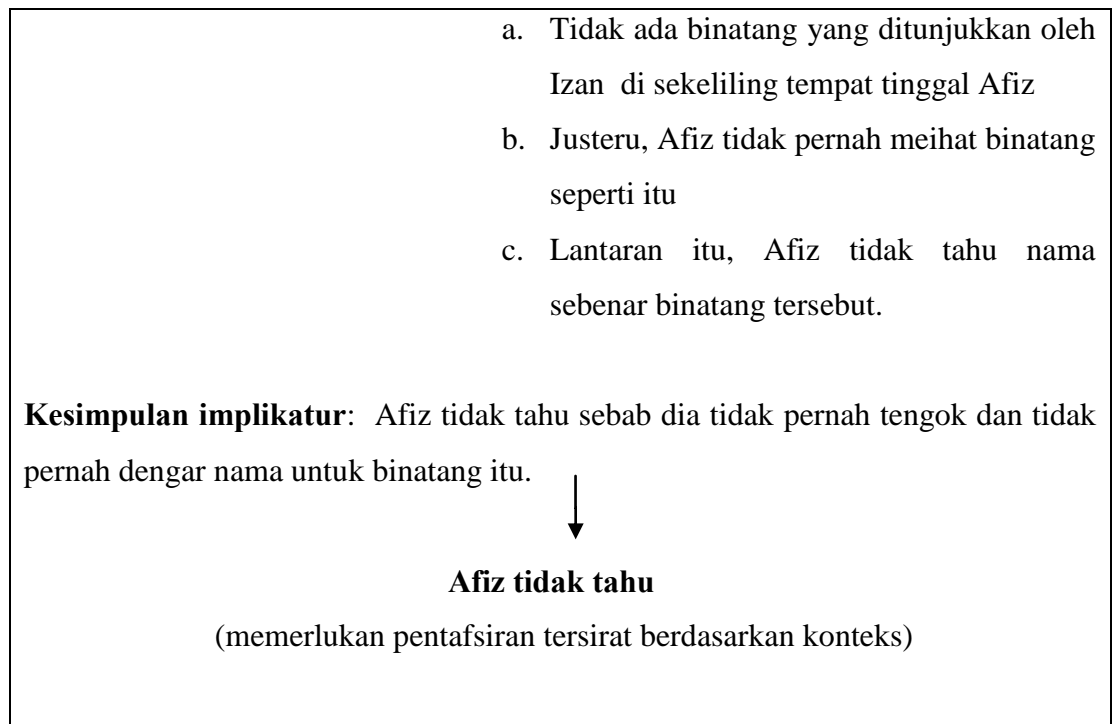 a. Tidak ada binatang yang ditunjukkan oleh
Izan di sekeliling tempat tinggal Afiz
b. Justeru, Afiz tidak pernah meihat binatang
seperti itu
c. Lantaran itu, Afiz tidak tahu nama
sebenar binatang tersebut.
Kesimpulan implikatur: Afiz tidak tahu sebab dia tidak pernah tengok dan tidak
pernah dengar nama untuk binatang itu.
Afiz tidak tahu
(memerlukan pentafsiran tersirat berdasarkan konteks)